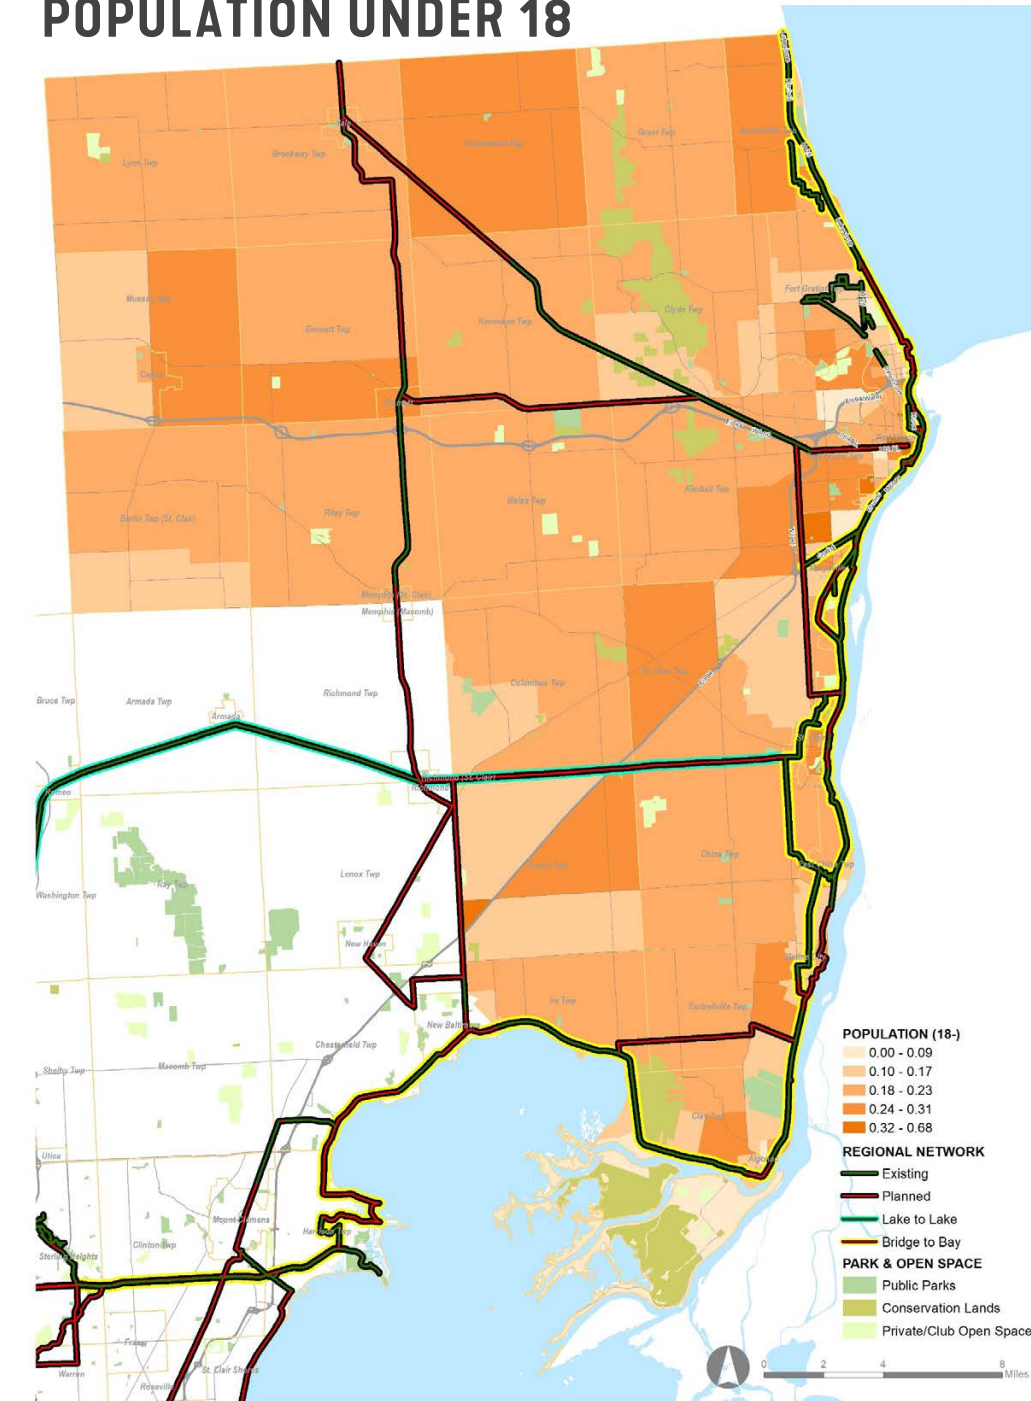 POPULATION UNDER 18
Lynn Twp
Brockway Twp
Grant Twp
Mussey Twp
Emmett Twp
Kenockee Twp
Clyde Twp
Fort Gratiot Twp
Berlin Twp (St. Clair)
Riley Twp
Wales Twp
Kimball Twp
Memphis (St. Clair)
Memphis (Macomb)
Bruce Twp
Armada Twp
Richmond Twp
Columbus Twp
Armada
Romeo
Richmond (St. Clair)
Richmond
Washington Twp
Ray Twp
Lenox Twp
China Twp
New Haven
Ira Twp
Cottrellville Twp
New Baltimore
Chesterfield Twp
Shelby Twp
Macomb Twp
Clay Twp
Algonac
Utica
Mount Clemens
Harrison Twp
Clinton Twp
Sterling Heights
Fraser
Warren
Roseville
St. Clair Shores
POPULATION (18-)
0.00 - 0.09
0.10 - 0.17
0.18 - 0.23
0.24 - 0.31
0.32 - 0.68
REGIONAL NETWORK
Existing
Planned
Lake to Lake
Bridge to Bay
PARK & OPEN SPACE
Public Parks
Conservation Lands
Private/Club Open Space
0 2 4 8
Miles